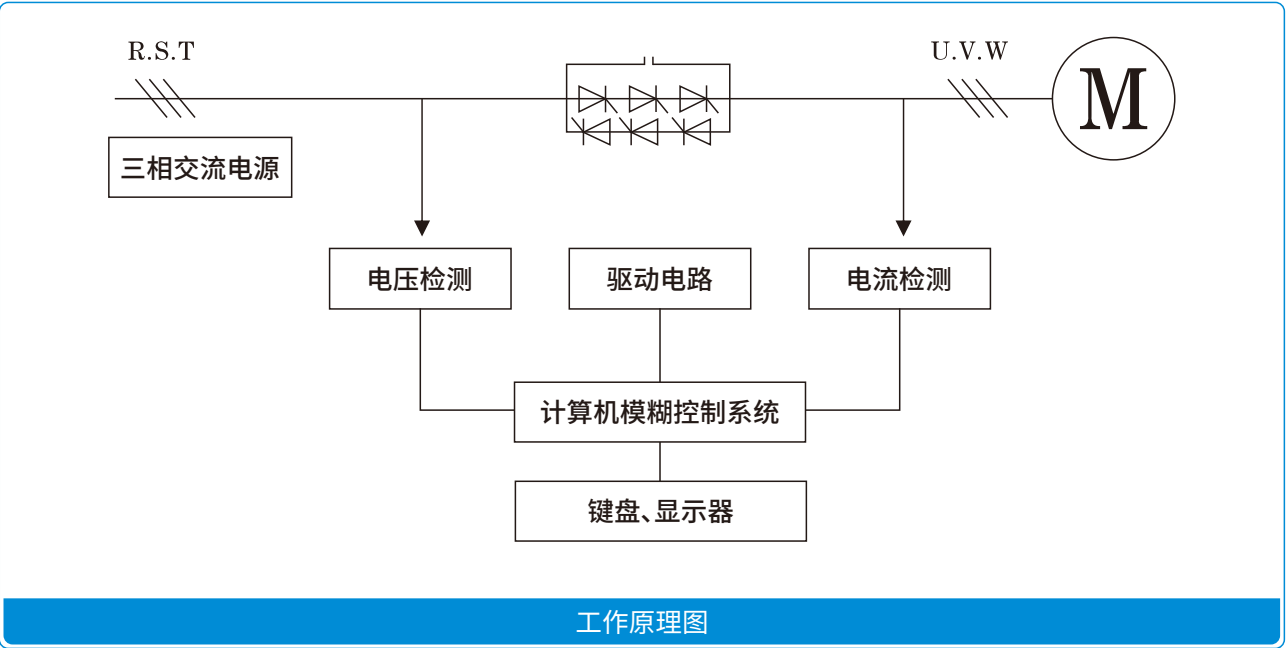 R.S.T
U.V.W
M
三相交流电源
电压检测
驱动电路
电流检测
计算机模糊控制系统
键盘、显示器
工作原理图